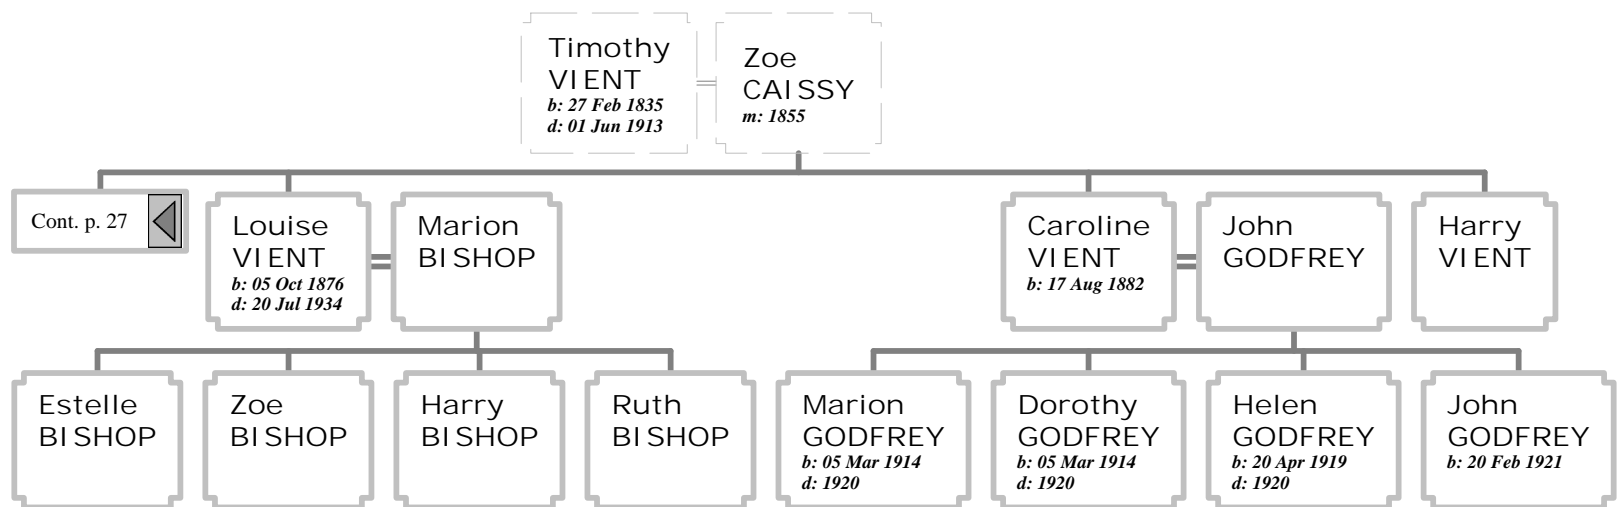 Timothy
VIENT
b: 27 Feb 1835
d: 01 Jun 1913
Zoe
CAISSY
m: 1855
Cont. p. 27
Louise
VIENT
b: 05 Oct 1876
d: 20 Jul 1934
Marion
BISHOP
Caroline
VIENT
b: 17 Aug 1882
John
GODFREY
Harry
VIENT
Estelle
BISHOP
Zoe
BISHOP
Harry
BISHOP
Ruth
BISHOP
Marion
GODFREY
b: 05 Mar 1914
d: 1920
Dorothy
GODFREY
b: 05 Mar 1914
d: 1920
Helen
GODFREY
b: 20 Apr 1919
d: 1920
John
GODFREY
b: 20 Feb 1921